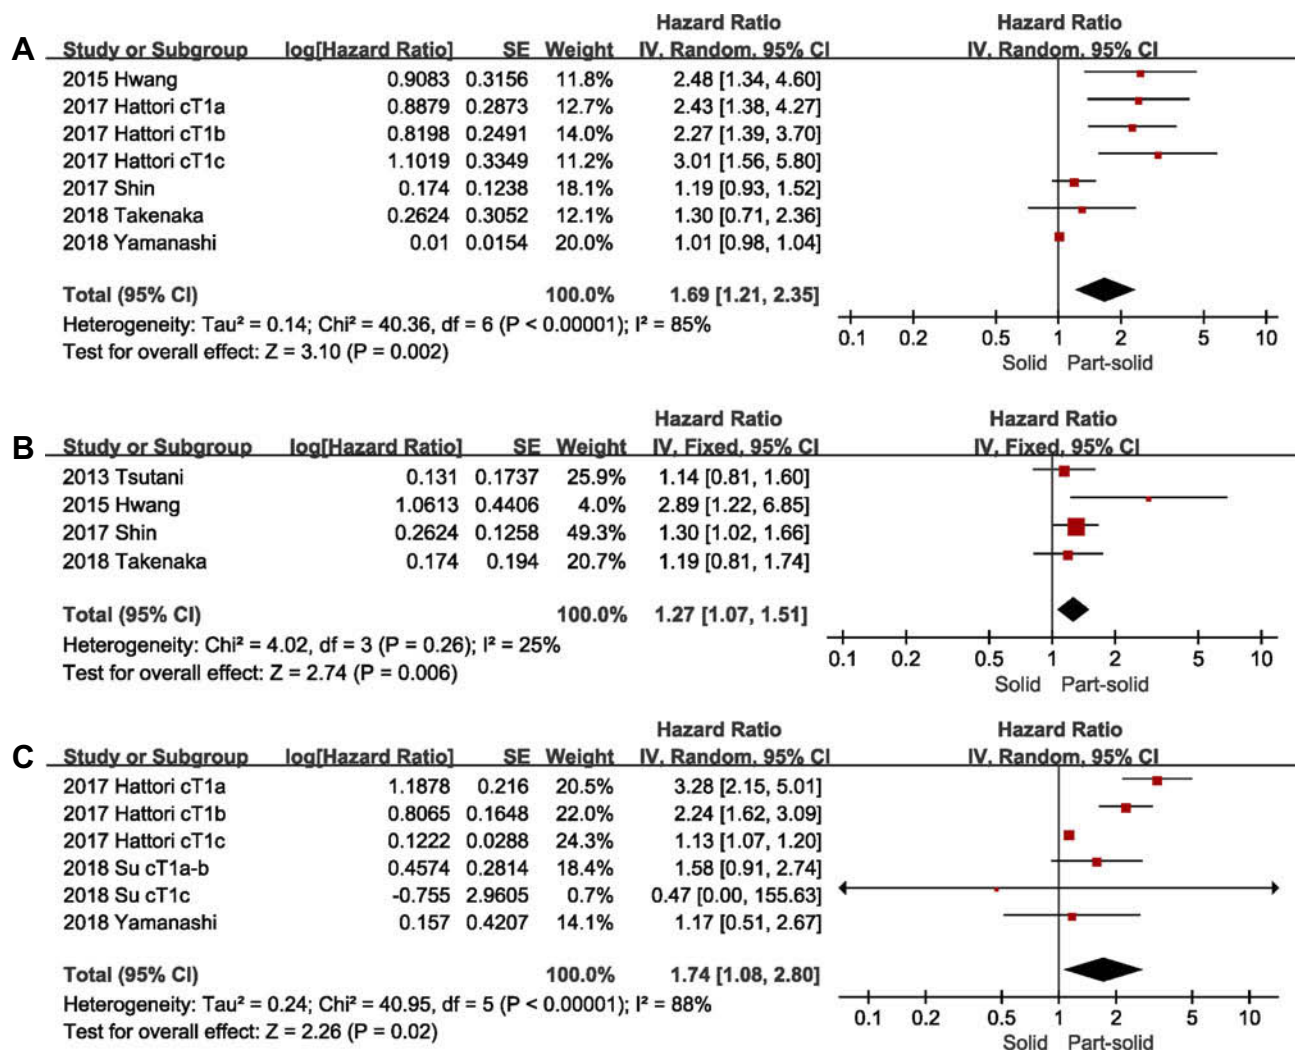 Hazard Ratio Hazard Ratio
A Study or Subgroup log[Hazard Ratio] SE Weight IV, Random, 95% CI IV, Random, 95% CI
2015 Hwang 0.9083 0.3156 11.8% 2.48 [1.34, 4.60]
2017 Hattori cT1a 0.8879 0.2873 12.7% 2.43 [1.38, 4.27]
2017 Hattori cT1b 0.8198 0.2491 14.0% 2.27 [1.39, 3.70]
2017 Hattori cT1c 1.1019 0.3349 11.2% 3.01 [1.56, 5.80]
2017 Shin 0.174 0.1238 18.1% 1.19 [0.93, 1.52]
2018 Takenaka 0.2624 0.3052 12.1% 1.30 [0.71, 2.36]
2018 Yamanashi 0.01 0.0154 20.0% 1.01 [0.98, 1.04]
Total (95% CI) 100.0% 1.69 [1.21, 2.35]
Heterogeneity: Tau² = 0.14; Chi² = 40.36, df = 6 (P < 0.00001); I² = 85%
Test for overall effect: Z = 3.10 (P = 0.002)
0.1 0.2 0.5 1 2 5 10
Solid Part-solid
Hazard Ratio Hazard Ratio
B Study or Subgroup log[Hazard Ratio] SE Weight IV, Fixed, 95% CI IV, Fixed, 95% CI
2013 Tsutani 0.131 0.1737 25.9% 1.14 [0.81, 1.60]
2015 Hwang 1.0613 0.4406 4.0% 2.89 [1.22, 6.85]
2017 Shin 0.2624 0.1258 49.3% 1.30 [1.02, 1.66]
2018 Takenaka 0.174 0.194 20.7% 1.19 [0.81, 1.74]
Total (95% CI) 100.0% 1.27 [1.07, 1.51]
Heterogeneity: Chi² = 4.02, df = 3 (P = 0.26); I² = 25%
Test for overall effect: Z = 2.74 (P = 0.006)
0.1 0.2 0.5 1 2 5 10
Solid Part-solid
Hazard Ratio Hazard Ratio
C Study or Subgroup log[Hazard Ratio] SE Weight IV, Random, 95% CI IV, Random, 95% CI
2017 Hattori cT1a 1.1878 0.216 20.5% 3.28 [2.15, 5.01]
2017 Hattori cT1b 0.8065 0.1648 22.0% 2.24 [1.62, 3.09]
2017 Hattori cT1c 0.1222 0.0288 24.3% 1.13 [1.07, 1.20]
2018 Su cT1a-b 0.4574 0.2814 18.4% 1.58 [0.91, 2.74]
2018 Su cT1c -0.755 2.9605 0.7% 0.47 [0.00, 155.63]
2018 Yamanashi 0.157 0.4207 14.1% 1.17 [0.51, 2.67]
Total (95% CI) 100.0% 1.74 [1.08, 2.80]
Heterogeneity: Tau² = 0.24; Chi² = 40.95, df = 5 (P < 0.00001); I² = 88%
Test for overall effect: Z = 2.26 (P = 0.02)
0.1 0.2 0.5 1 2 5 10
Solid Part-solid